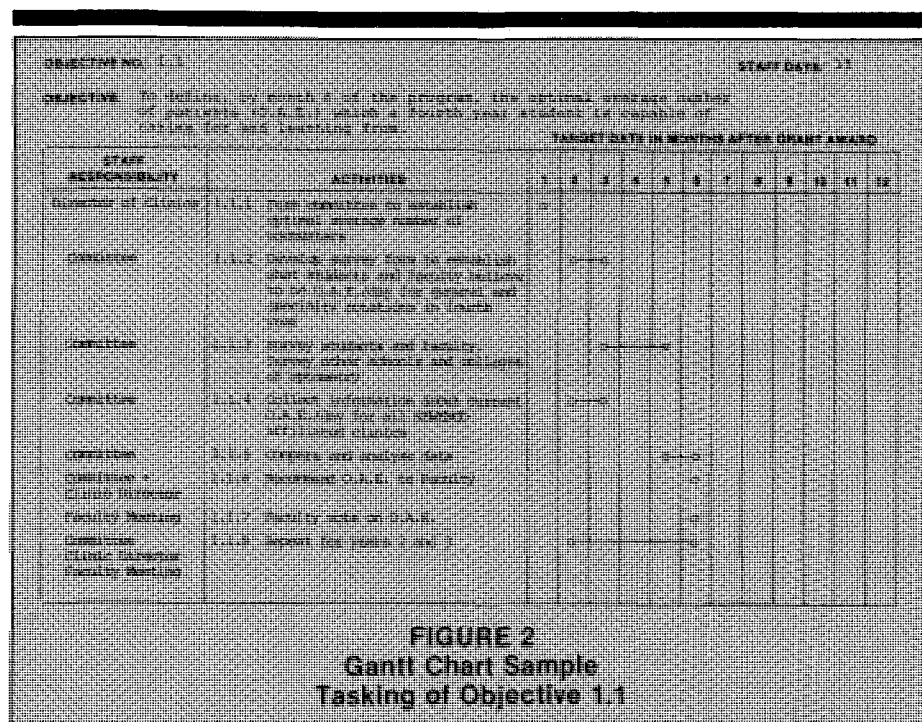 OBJECTIVE NO. 1.1
STAFF DATE
OBJECTIVE To define, by month 6 of the program, the optimal average number
of patients (O.A.E.) which a fourth year student is capable of
caring for and learning from.
TARGET DATE IN MONTHS AFTER GRANT AWARD
STAFF RESPONSIBILITY
ACTIVITIES
1 2 3 4 5 6 7 8 9 10 11 12
Director of Clinics 1.1.1 Form committee to establish
optimal average number of
Committee 1.1.2 Develop survey form to establish
what students and faculty believe
to be O.A.E./day for general and
specialty rotations in fourth
year
Committee 1.1.3 Survey students and faculty
Survey other schools and colleges
of optometry
Committee 1.1.4 Collect information about current
O.A.E./day for all
affiliated clinics
Committee 1.1.5 Compare and analyze data
Committee + 1.1.6 Recommend O.A.E. to Faculty
Clinic Director
Faculty Meeting 1.1.7 Faculty acts on O.A.E.
Committee 1.1.8 Repeat for years 2 and 3
Clinic Director
Faculty Meeting
FIGURE 2
Gantt Chart Sample
Tasking of Objective 1.1